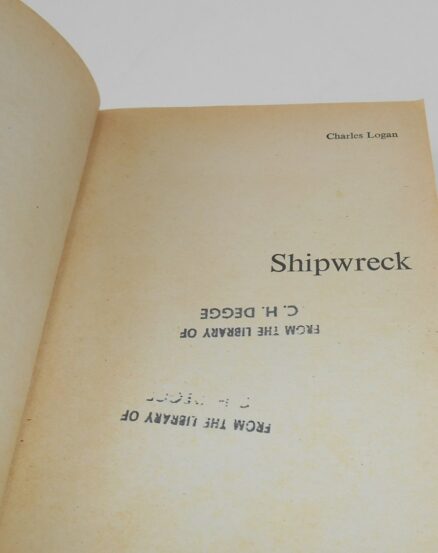 Charles Logan
Shipwreck
FROM THE LIBRARY OF
C. H. DEGGE
FROM THE LIBRARY OF